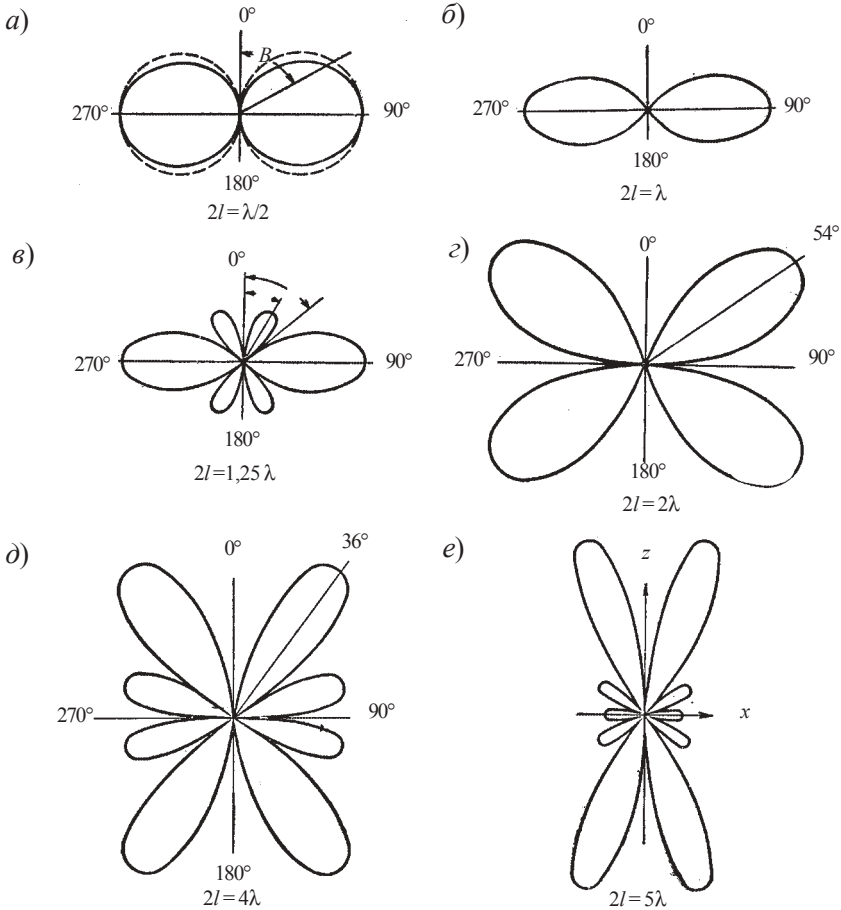 а)
0°
B
270°
90°
180°
2l = λ/2
б)
0°
270°
90°
180°
2l = λ
в)
0°
270°
90°
180°
2l = 1,25 λ
г)
0°
54°
270°
90°
180°
2l = 2λ
д)
0°
36°
270°
90°
180°
2l = 4λ
е)
z
x
2l = 5λ